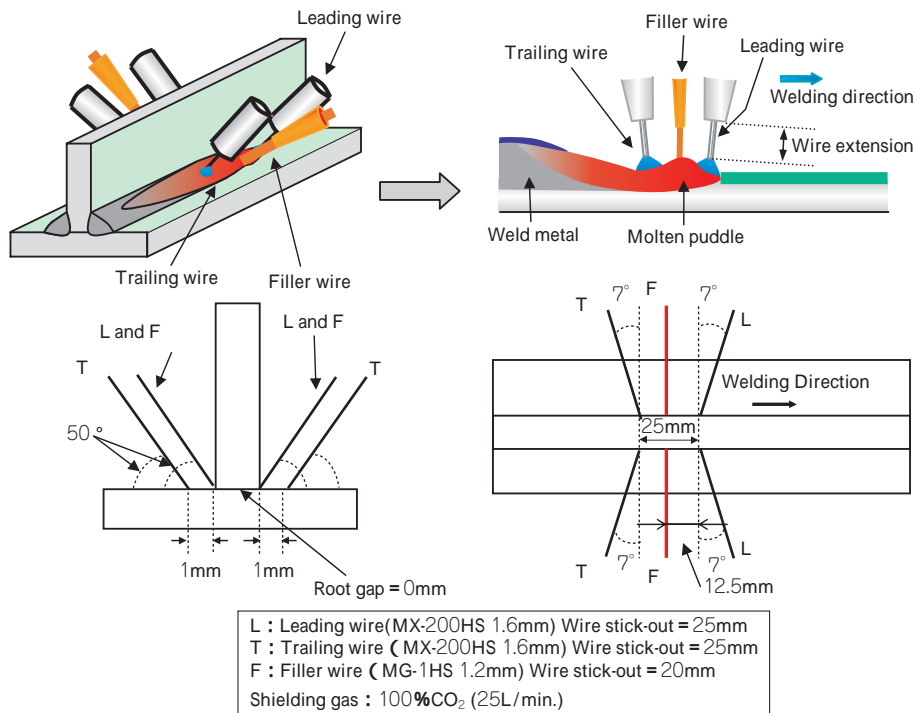 Leading wire
Trailing wire
Filler wire
Filler wire
Trailing wire
Leading wire
Welding direction
Wire extension
Weld metal
Molten puddle
L and F
L and F
T
T
50°
1mm
1mm
Root gap = 0mm
T
7°
F
7°
L
Welding Direction
25mm
T
7°
F
7°
L
12.5mm
L : Leading wire(MX-200HS 1.6mm) Wire stick-out = 25mm
T : Trailing wire (MX-200HS 1.6mm) Wire stick-out = 25mm
F : Filler wire (MG-1HS 1.2mm) Wire stick-out = 20mm
Shielding gas : 100%CO₂ (25L/min.)